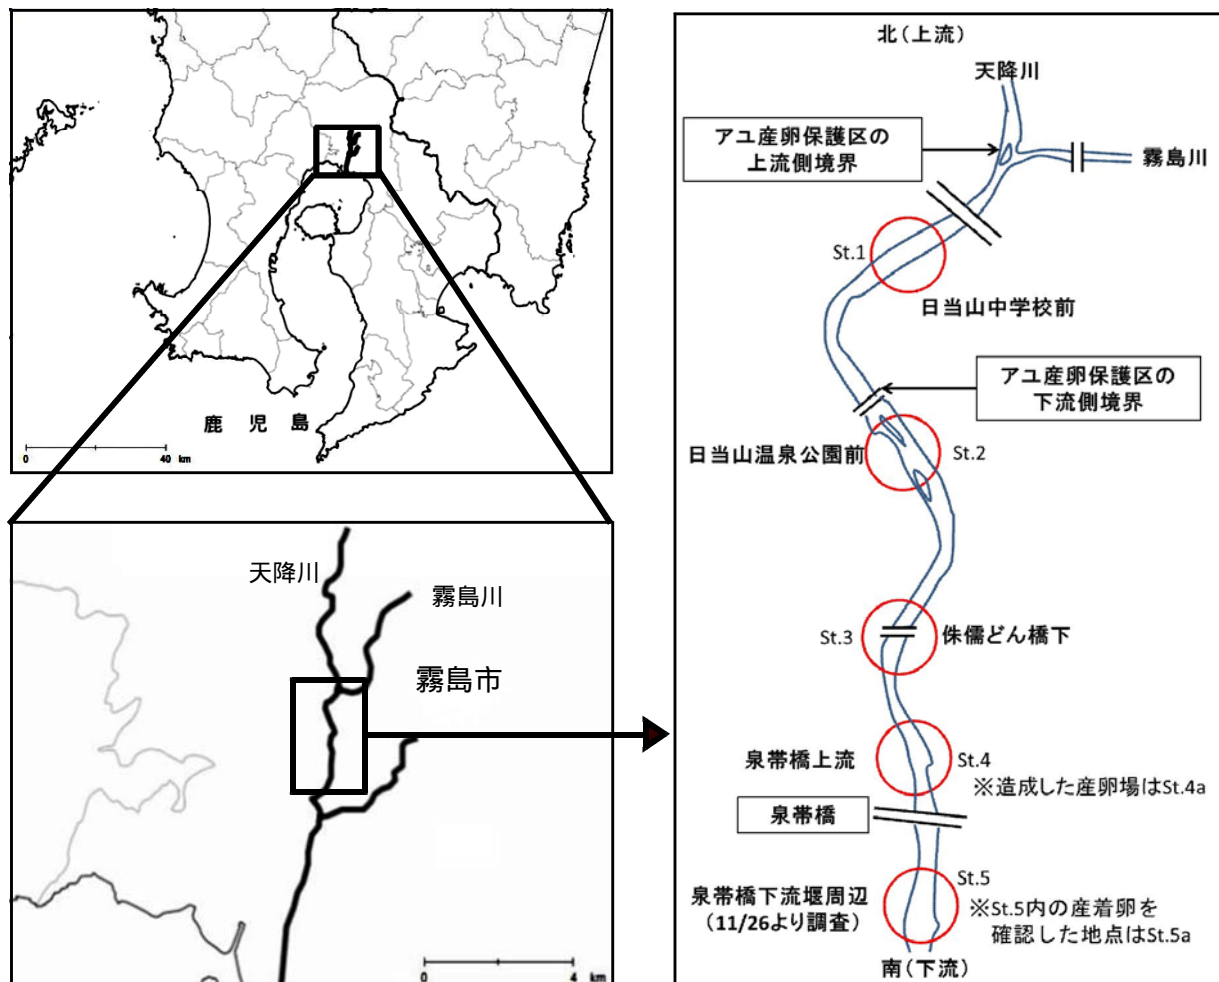 鹿児島
0 40 km
天降川
霧島川
霧島市
0 4 km
北(上流)
天降川
アユ産卵保護区の
上流側境界
霧島川
St.1
日当山中学校前
アユ産卵保護区の
下流側境界
日当山温泉公園前
St.2
St.3
侏儒どん橋下
泉帯橋上流
St.4
※造成した産卵場はSt.4a
泉帯橋
St.5
泉帯橋下流堰周辺
(11/26より調査)
※St.5内の産着卵を
確認した地点はSt.5a
南(下流)